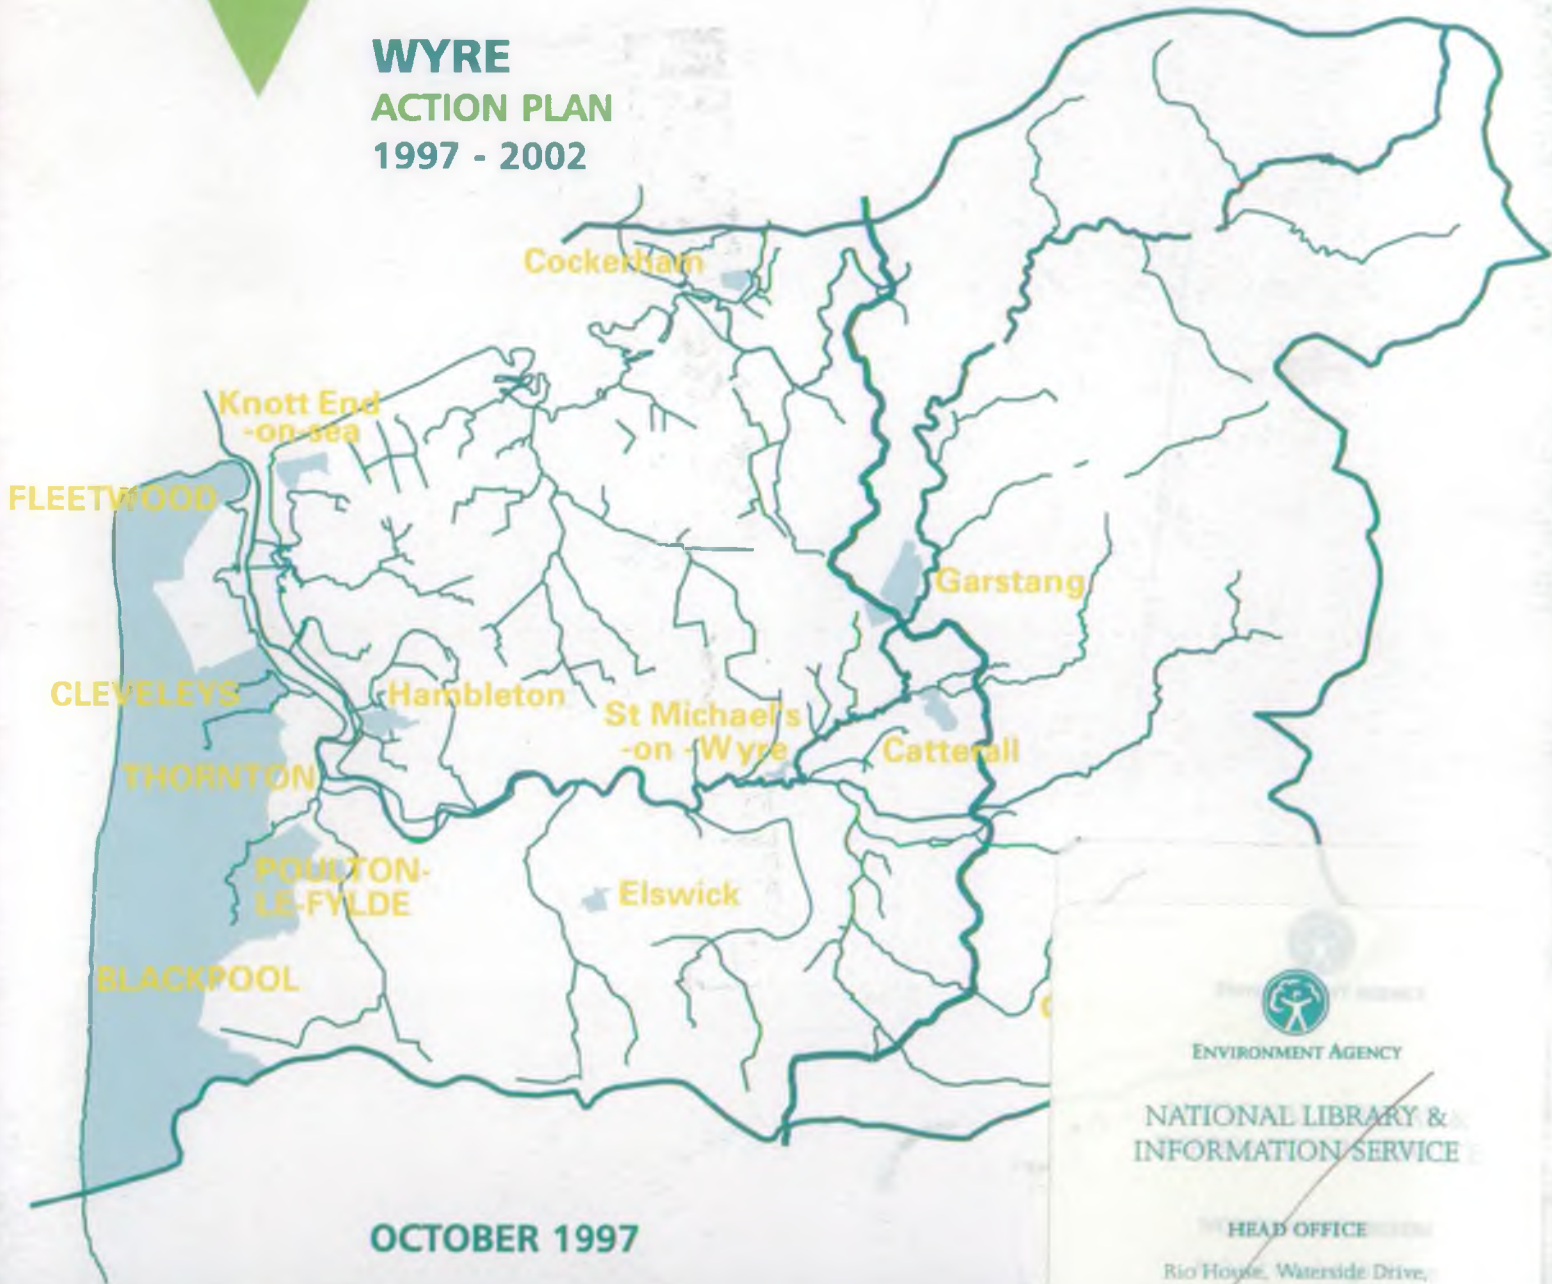 WYRE
ACTION PLAN
1997 - 2002
Cockerham
Knott End
-on-sea
FLEETWOOD
Garstang
CLEVELEYS
Hambleton
St Michael's
-on -Wyre
Catterall
THORNTON
POULTON-
LE-FYLDE
Elswick
BLACKPOOL
ENVIRONMENT AGENCY
NATIONAL LIBRARY &
INFORMATION SERVICE
HEAD OFFICE
Rio House, Waterside Drive,
OCTOBER 1997